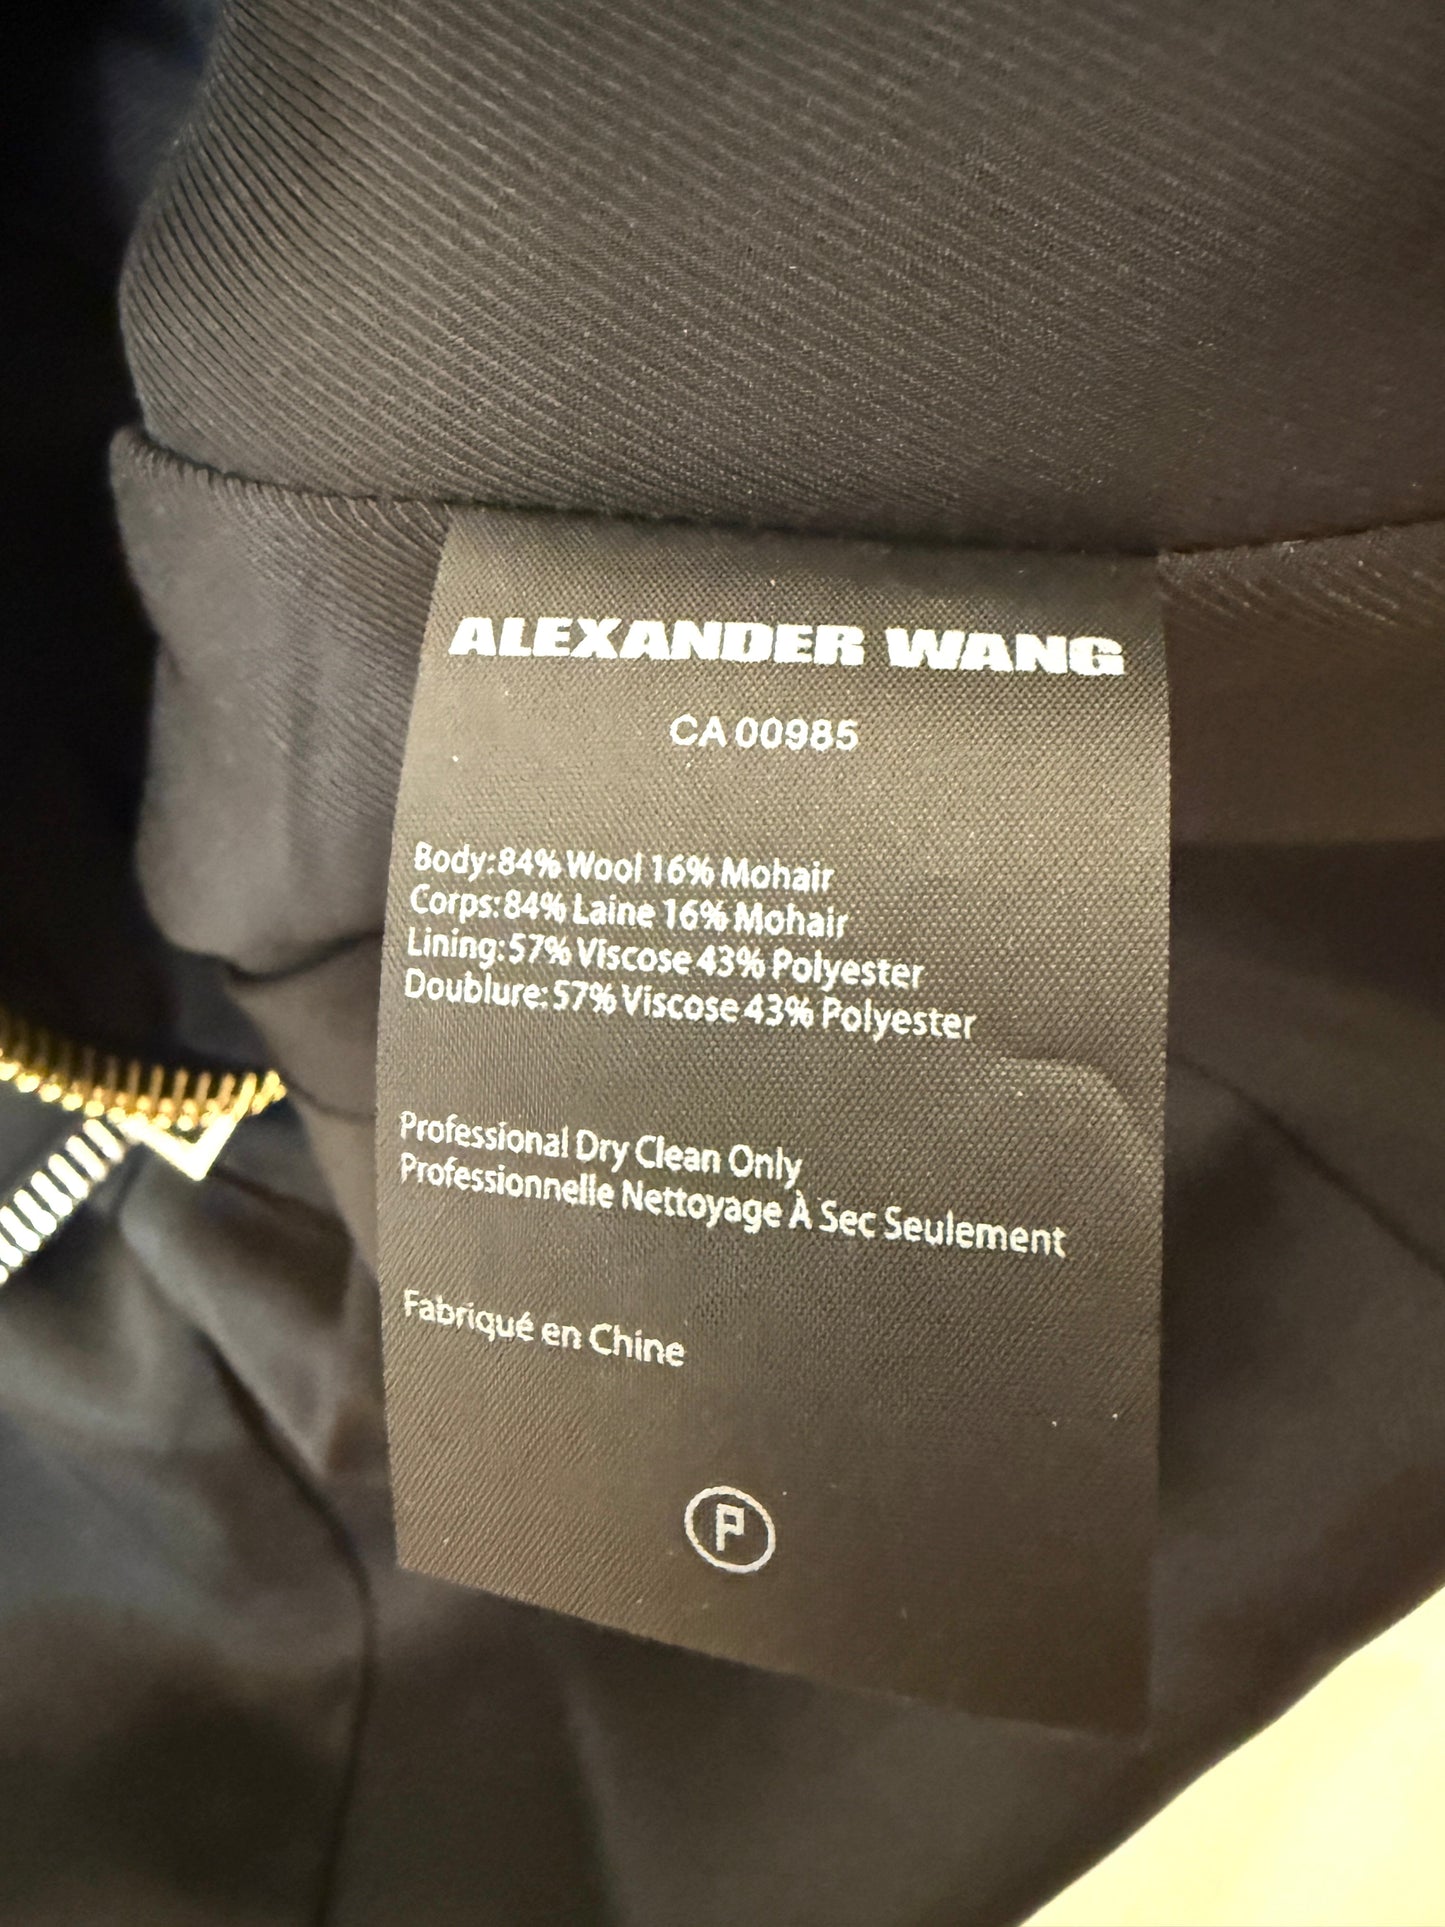 ALEXANDER WANG
CA 00985
Body: 84% Wool 16% Mohair
Corps: 84% Laine 16% Mohair
Lining: 57% Viscose 43% Polyester
Doublure: 57% Viscose 43% Polyester
Professional Dry Clean Only
Professionnelle Nettoyage À Sec Seulement
Fabriqué en Chine
P